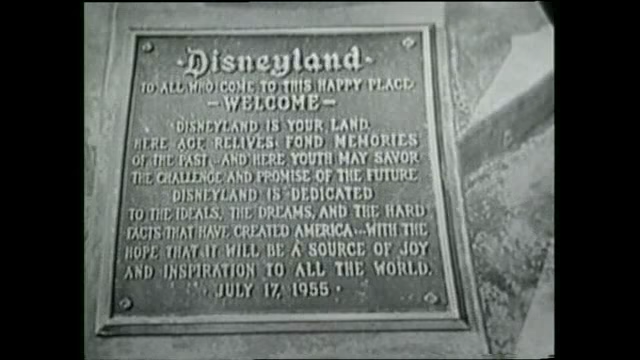 ·Disneyland·
TO ALL WHO COME TO THIS HAPPY PLACE
—WELCOME—
DISNEYLAND IS YOUR LAND.
HERE AGE RELIVES FOND MEMORIES
OF THE PAST...AND HERE YOUTH MAY SAVOR
THE CHALLENGE AND PROMISE OF THE FUTURE
DISNEYLAND IS DEDICATED
TO THE IDEALS, THE DREAMS, AND THE HARD
FACTS THAT HAVE CREATED AMERICA...WITH THE
HOPE THAT IT WILL BE A SOURCE OF JOY
AND INSPIRATION TO ALL THE WORLD.
·JULY 17, 1955·